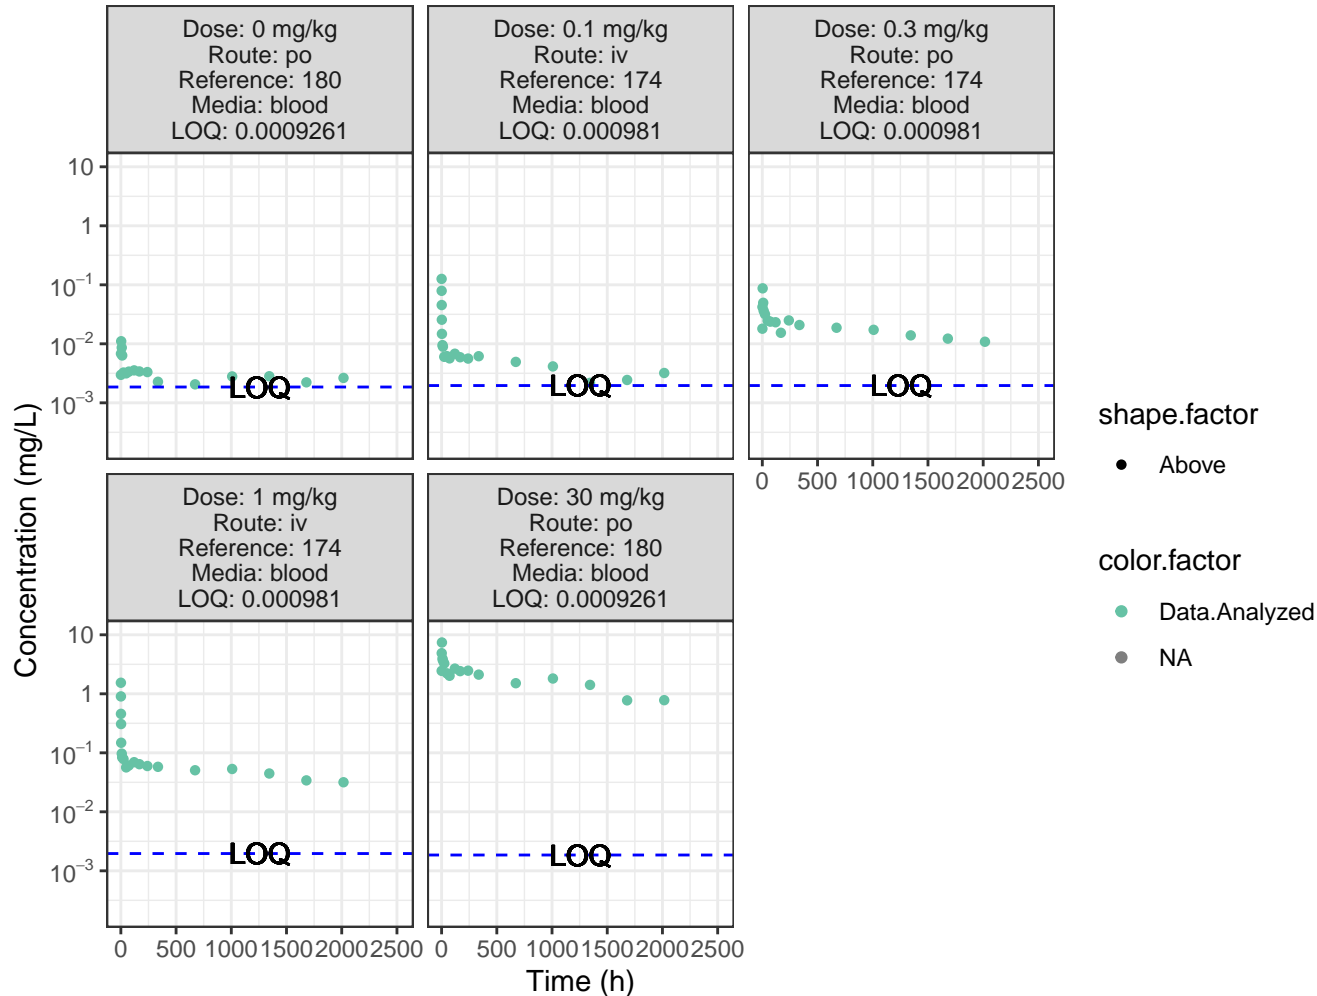 Dose: 0 mg/kg
Route: po
Reference: 180
Media: blood
LOQ: 0.0009261
Dose: 0.1 mg/kg
Route: iv
Reference: 174
Media: blood
LOQ: 0.000981
Dose: 0.3 mg/kg
Route: po
Reference: 174
Media: blood
LOQ: 0.000981
10
1
10⁻¹
10⁻²
10⁻³
LOQ
LOQ
LOQ
0 500 1000 1500 2000 2500
Dose: 1 mg/kg
Route: iv
Reference: 174
Media: blood
LOQ: 0.000981
Dose: 30 mg/kg
Route: po
Reference: 180
Media: blood
LOQ: 0.0009261
10
1
10⁻¹
10⁻²
10⁻³
LOQ
LOQ
0 500 1000 1500 2000 2500
0 500 1000 1500 2000 2500
Time (h)
Concentration (mg/L)
shape.factor
Above
color.factor
Data.Analyzed
NA